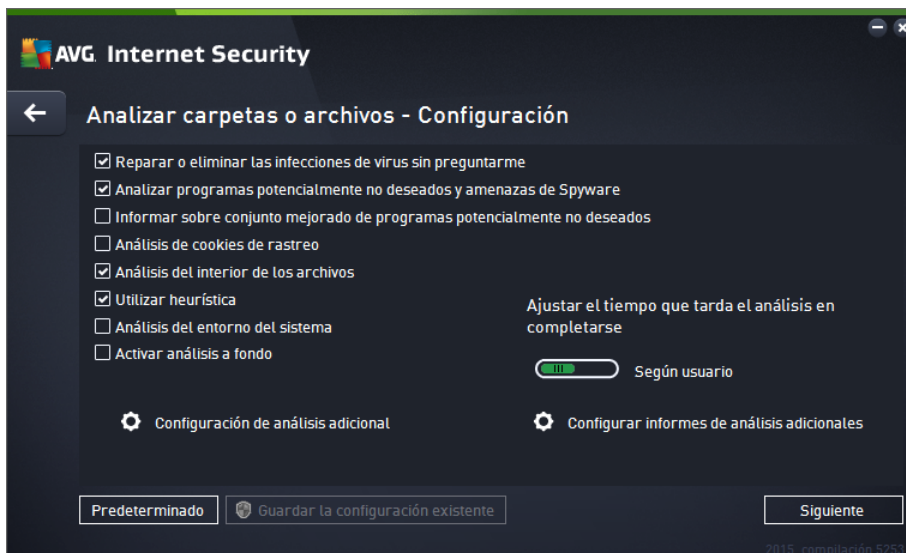 AVG. Internet Security
Analizar carpetas o archivos - Configuración
Reparar o eliminar las infecciones de virus sin preguntarme
Analizar programas potencialmente no deseados y amenazas de Spyware
Informar sobre conjunto mejorado de programas potencialmente no deseados
Análisis de cookies de rastreo
Análisis del interior de los archivos
Utilizar heurística
Análisis del entorno del sistema
Activar análisis a fondo
Ajustar el tiempo que tarda el análisis en
completarse
Según usuario
Configuración de análisis adicional
Configurar informes de análisis adicionales
Predeterminado
Guardar la configuración existente
Siguiente
2015, compilación 5253